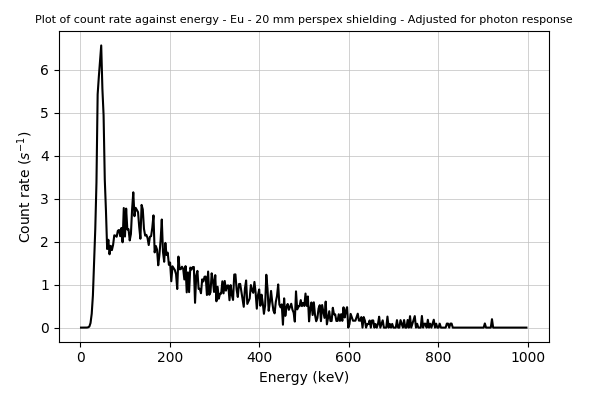 Plot of count rate against energy - Eu - 20 mm perspex shielding - Adjusted for photon response
Count rate (s⁻¹)
6
5
4
3
2
1
0
0 200 400 600 800 1000
Energy (keV)